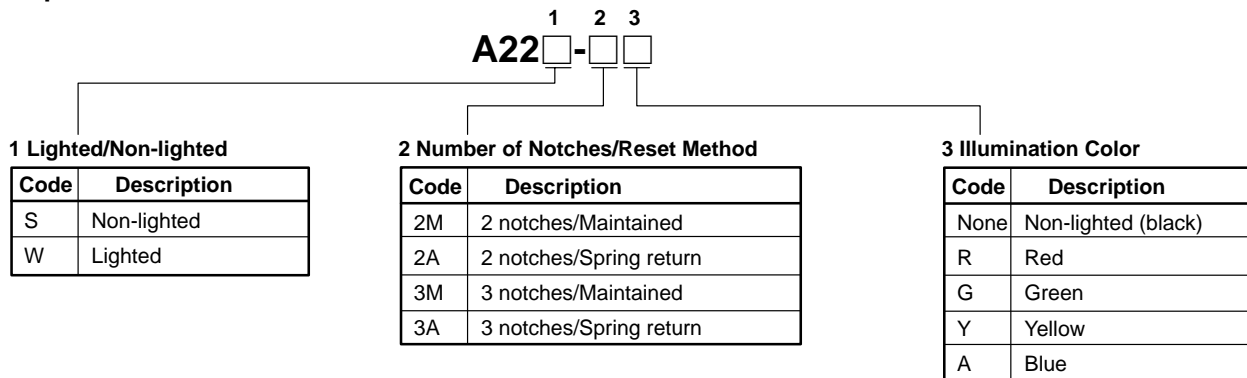 1 2 3
A22□-□□
1 Lighted/Non-lighted
Code Description
S Non-lighted
W Lighted
2 Number of Notches/Reset Method
Code Description
2M 2 notches/Maintained
2A 2 notches/Spring return
3M 3 notches/Maintained
3A 3 notches/Spring return
3 Illumination Color
Code Description
None Non-lighted (black)
R Red
G Green
Y Yellow
A Blue